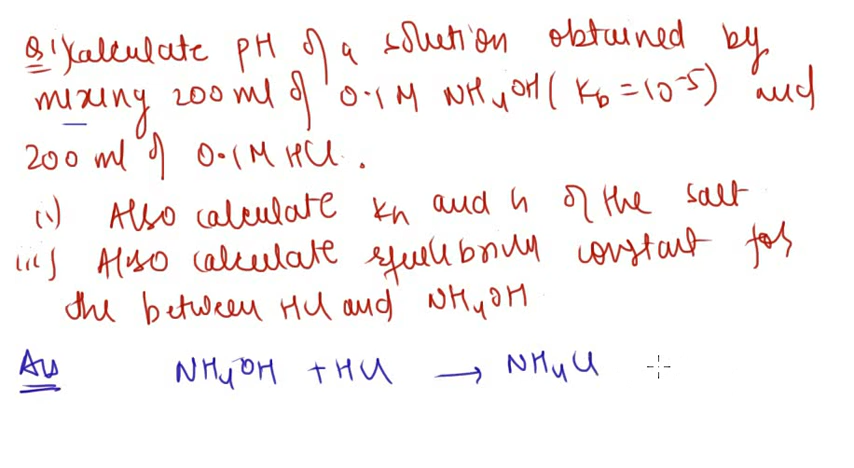 Q:1) Calculate pH of a solution obtained by
mixing 200 ml of 0.1 M NH4OH ( Kb = 10^-5) and
200 ml of 0.1 M HCl .
(i) Also calculate Kh and h of the salt
(ii) Also calculate equilibrium constant for
the between HCl and NH4OH
Ans NH4OH + HCl → NH4Cl